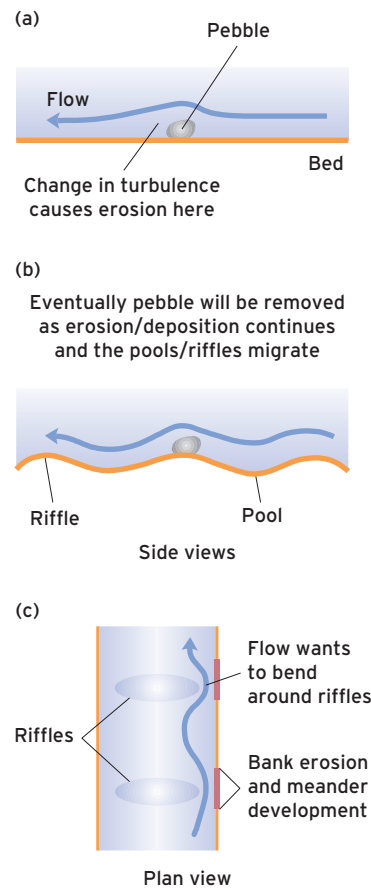 (a)
Pebble
Flow
Change in turbulence
causes erosion here
Bed
(b)
Eventually pebble will be removed
as erosion/deposition continues
and the pools/riffles migrate
Riffle
Pool
Side views
(c)
Flow wants
to bend
around riffles
Riffles
Bank erosion
and meander
development
Plan view